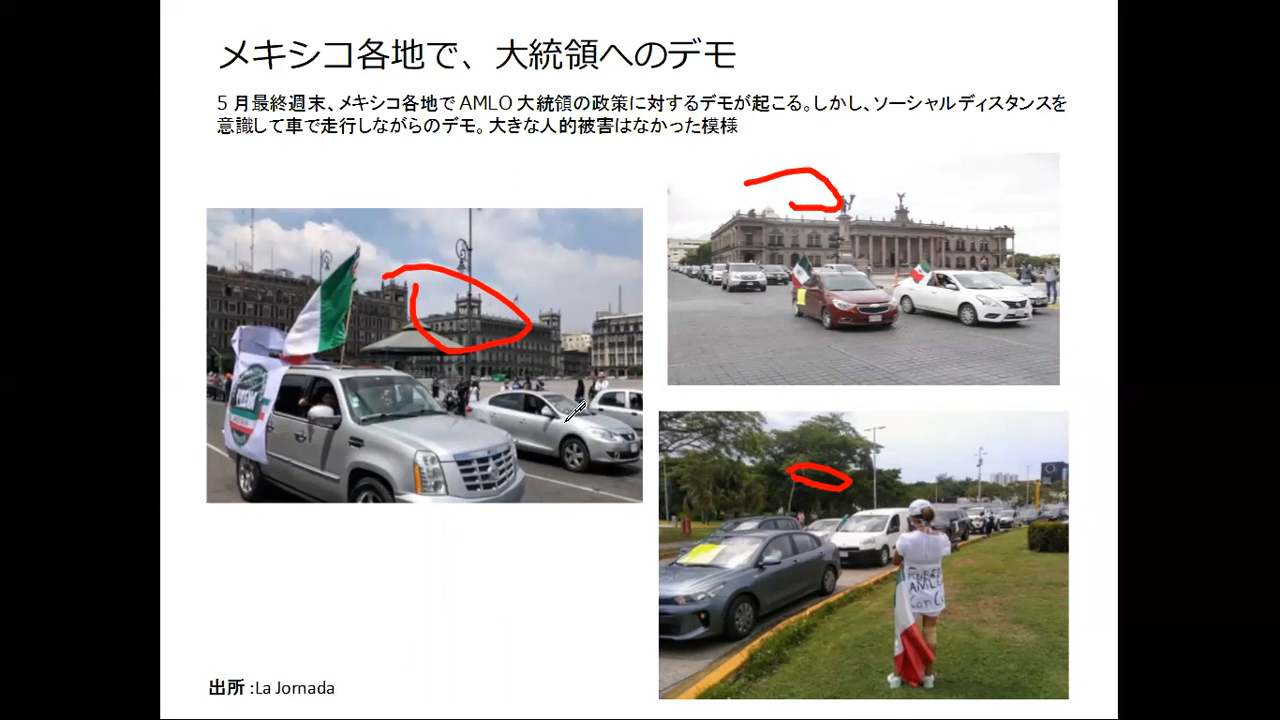 メキシコ各地で、大統領へのデモ
5月最終週末、メキシコ各地でAMLO大統領の政策に対するデモが起こる。しかし、ソーシャルディスタンスを
意識して車で走行しながらのデモ。大きな人的被害はなかった模様
FUERA
AMLO
出所:La Jornada